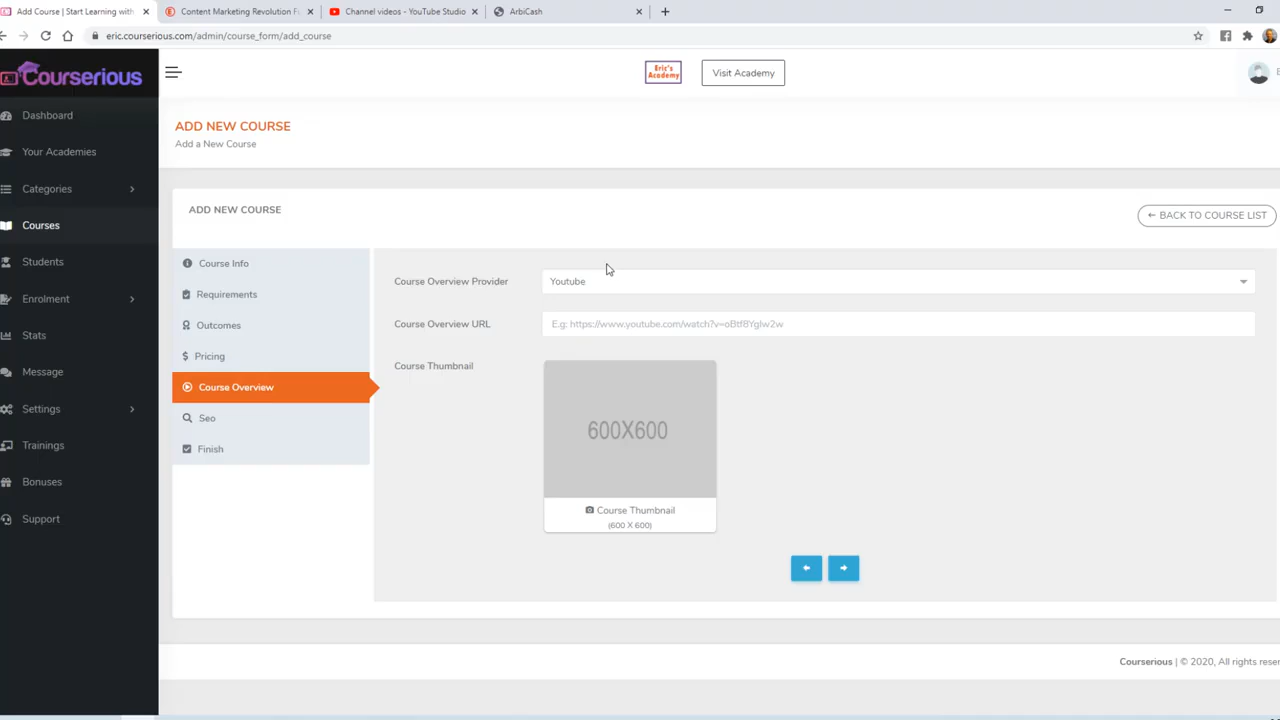 Add Course | Start Learning with
Content Marketing Revolution Fu
Channel videos - YouTube Studio
ArbiCash
eric.courserious.com/admin/course_form/add_course
Courserious
Eric's
Academy
Visit Academy
Dashboard
Your Academies
Categories
Courses
Students
Enrolment
Stats
Message
Settings
Trainings
Bonuses
Support
ADD NEW COURSE
Add a New Course
ADD NEW COURSE
BACK TO COURSE LIST
Course Info
Requirements
Outcomes
Pricing
Course Overview
Seo
Finish
Course Overview Provider
Youtube
Course Overview URL
E.g: https://www.youtube.com/watch?v=oBtf8Yglw2w
Course Thumbnail
600X600
Course Thumbnail
(600 X 600)
Courserious | © 2020, All rights reser